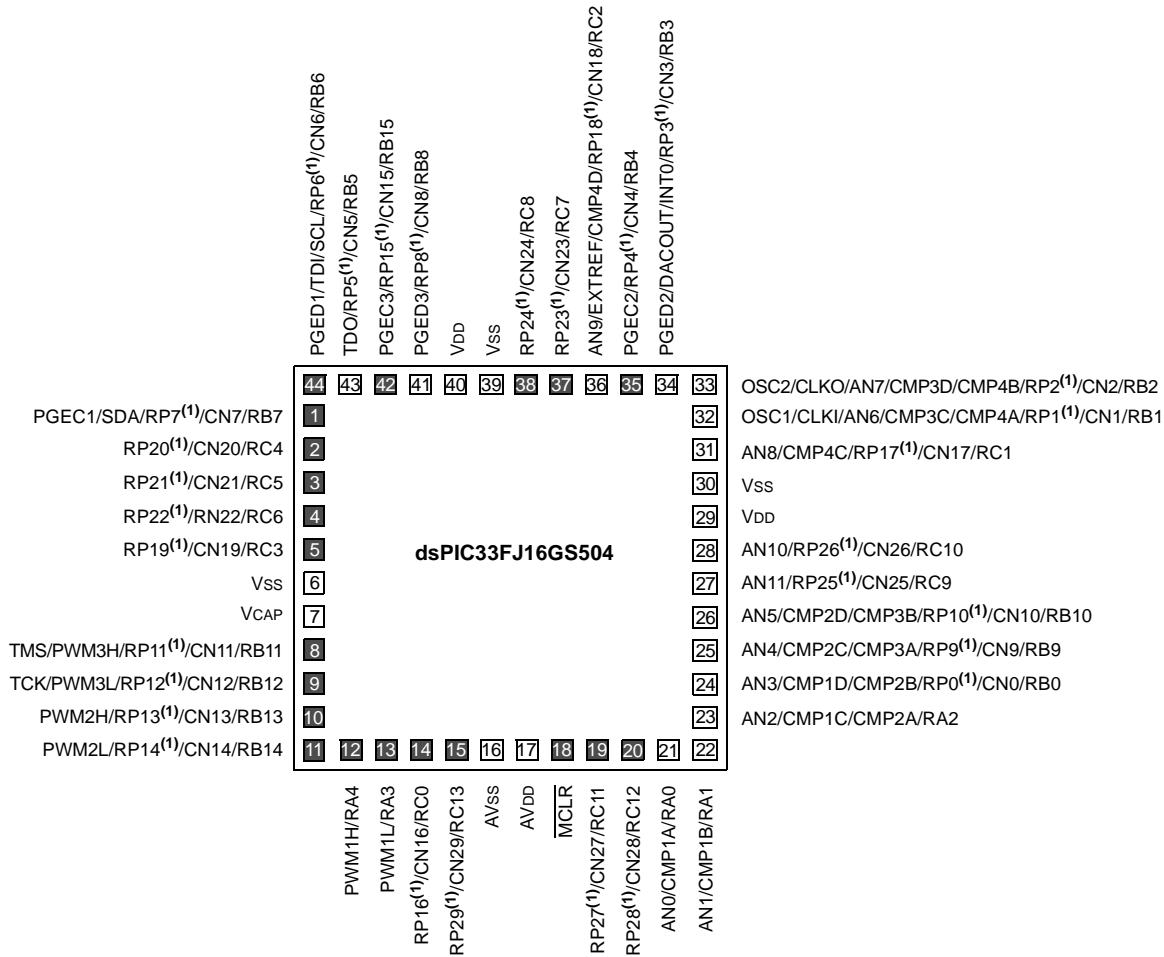 PGED1/TDI/SCL/RP6(1)/CN6/RB6
TDO/RP5(1)/CN5/RB5
PGEC3/RP15(1)/CN15/RB15
PGED3/RP8(1)/CN8/RB8
VDD
VSS
RP24(1)/CN24/RC8
RP23(1)/CN23/RC7
AN9/EXTREF/CMP4D/RP18(1)/CN18/RC2
PGEC2/RP4(1)/CN4/RB4
PGED2/DACOUT/INT0/RP3(1)/CN3/RB3
44 43 42 41 40 39 38 37 36 35 34 33 OSC2/CLKO/AN7/CMP3D/CMP4B/RP2(1)/CN2/RB2
PGEC1/SDA/RP7(1)/CN7/RB7 1 32 OSC1/CLKI/AN6/CMP3C/CMP4A/RP1(1)/CN1/RB1
RP20(1)/CN20/RC4 2 31 AN8/CMP4C/RP17(1)/CN17/RC1
RP21(1)/CN21/RC5 3 30 VSS
RP22(1)/RN22/RC6 4 29 VDD
RP19(1)/CN19/RC3 5 dsPIC33FJ16GS504 28 AN10/RP26(1)/CN26/RC10
VSS 6 27 AN11/RP25(1)/CN25/RC9
VCAP 7 26 AN5/CMP2D/CMP3B/RP10(1)/CN10/RB10
TMS/PWM3H/RP11(1)/CN11/RB11 8 25 AN4/CMP2C/CMP3A/RP9(1)/CN9/RB9
TCK/PWM3L/RP12(1)/CN12/RB12 9 24 AN3/CMP1D/CMP2B/RP0(1)/CN0/RB0
PWM2H/RP13(1)/CN13/RB13 10 23 AN2/CMP1C/CMP2A/RA2
PWM2L/RP14(1)/CN14/RB14 11 12 13 14 15 16 17 18 19 20 21 22
PWM1H/RA4
PWM1L/RA3
RP16(1)/CN16/RC0
RP29(1)/CN29/RC13
AVSS
AVDD
MCLR
RP27(1)/CN27/RC11
RP28(1)/CN28/RC12
AN0/CMP1A/RA0
AN1/CMP1B/RA1